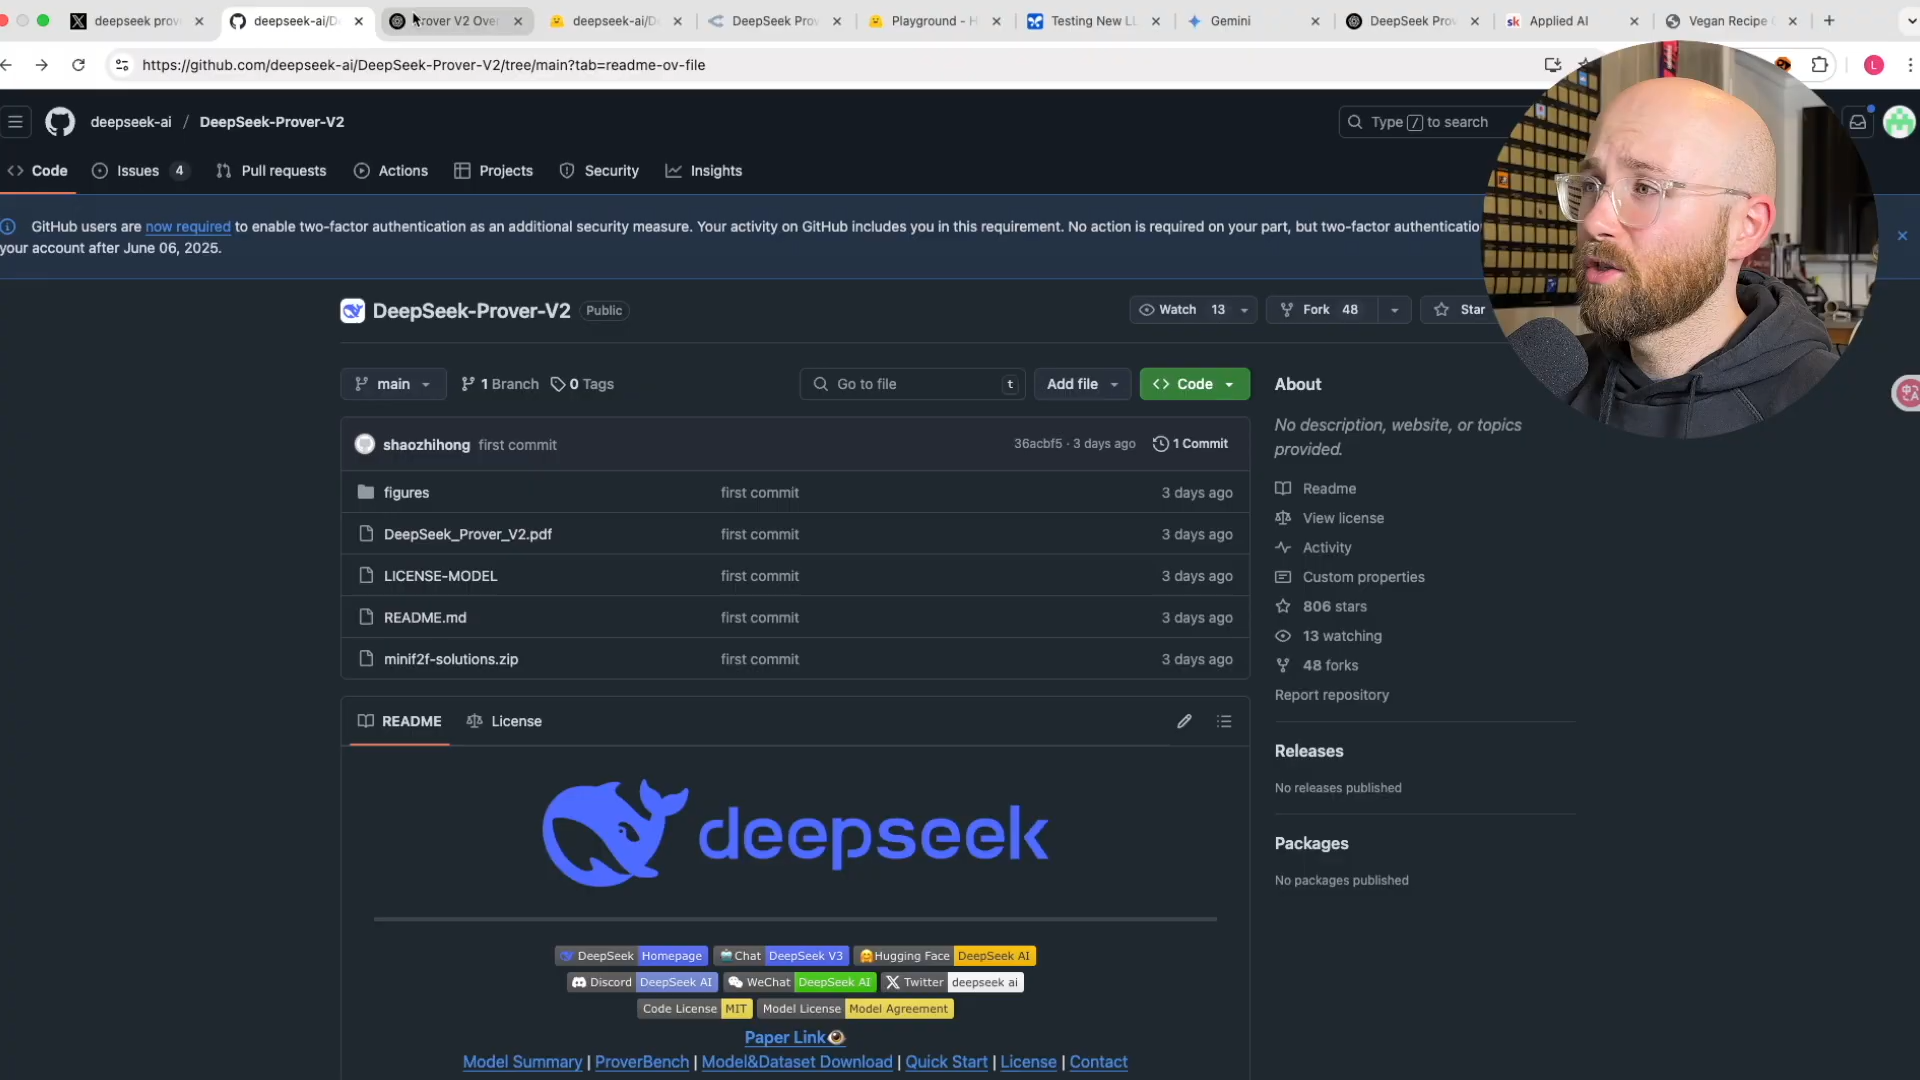 deepseek prov
deepseek-ai/D
rover V2 Over
deepseek-ai/D
DeepSeek Prov
Playground - H
Testing New LL
Gemini
DeepSeek Prov
sk Applied AI
Vegan Recipe
https://github.com/deepseek-ai/DeepSeek-Prover-V2/tree/main?tab=readme-ov-file
L
deepseek-ai / DeepSeek-Prover-V2
Type / to search
Code
Issues 4
Pull requests
Actions
Projects
Security
Insights
GitHub users are now required to enable two-factor authentication as an additional security measure. Your activity on GitHub includes you in this requirement. No action is required on your part, but two-factor authenticatio
your account after June 06, 2025.
DeepSeek-Prover-V2 Public
Watch 13
Fork 48
Star
main
1 Branch
0 Tags
Go to file t
Add file
Code
shaozhihong first commit 36acbf5 · 3 days ago 1 Commit
figures first commit 3 days ago
DeepSeek_Prover_V2.pdf first commit 3 days ago
LICENSE-MODEL first commit 3 days ago
README.md first commit 3 days ago
minif2f-solutions.zip first commit 3 days ago
README
License
deepseek
DeepSeek Homepage Chat DeepSeek V3 Hugging Face DeepSeek AI
Discord DeepSeek AI WeChat DeepSeek AI Twitter deepseek ai
Code License MIT Model License Model Agreement
Paper Link
Model Summary | ProverBench | Model&Dataset Download | Quick Start | License | Contact
About
No description, website, or topics
provided.
Readme
View license
Activity
Custom properties
806 stars
13 watching
48 forks
Report repository
Releases
No releases published
Packages
No packages published